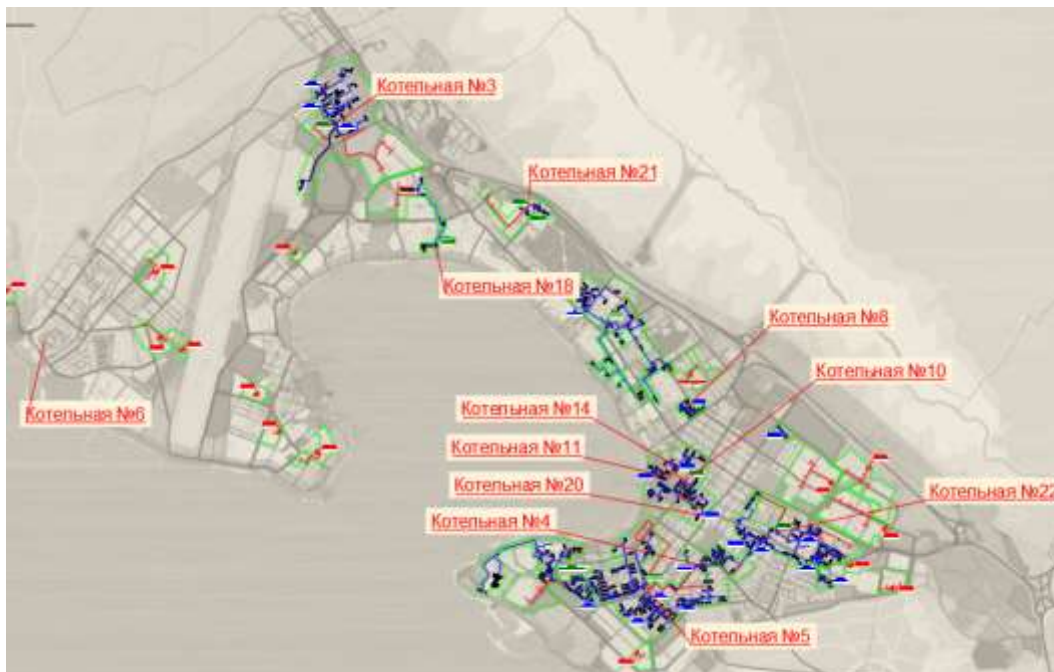 Котельная №3
Котельная №21
Котельная №18
Котельная №8
Котельная №10
Котельная №6
Котельная №14
Котельная №11
Котельная №20
Котельная №22
Котельная №4
Котельная №5